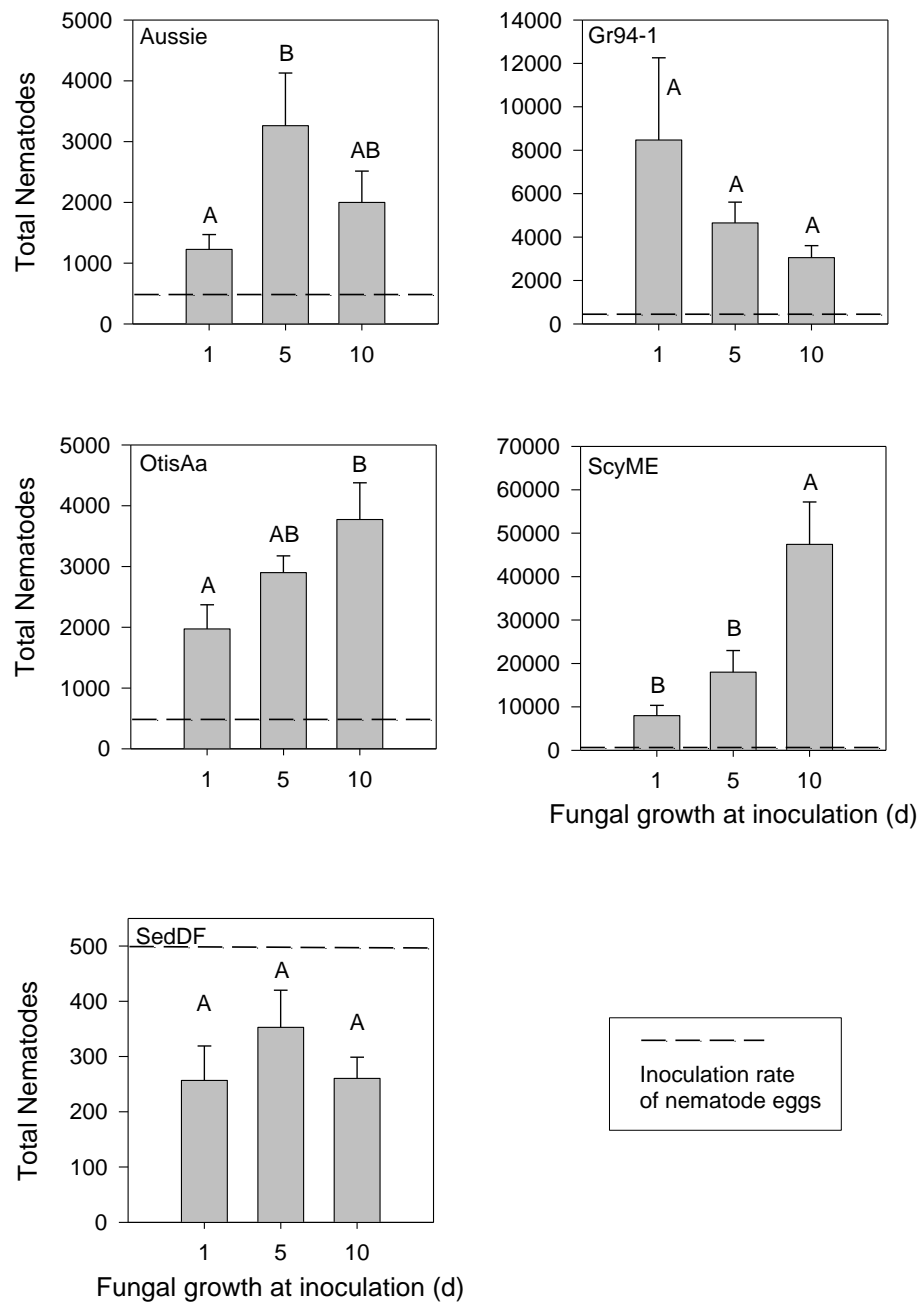 Aussie
Total Nematodes
5000
4000
3000
2000
1000
0
A
B
AB
1
5
10
Gr94-1
14000
12000
10000
8000
6000
4000
2000
0
A
A
A
1
5
10
OtisAa
Total Nematodes
5000
4000
3000
2000
1000
0
A
AB
B
1
5
10
ScyME
70000
60000
50000
40000
30000
20000
10000
0
B
B
A
1
5
10
Fungal growth at inoculation (d)
SedDF
Total Nematodes
500
400
300
200
100
0
A
A
A
1
5
10
Fungal growth at inoculation (d)
Inoculation rate
of nematode eggs